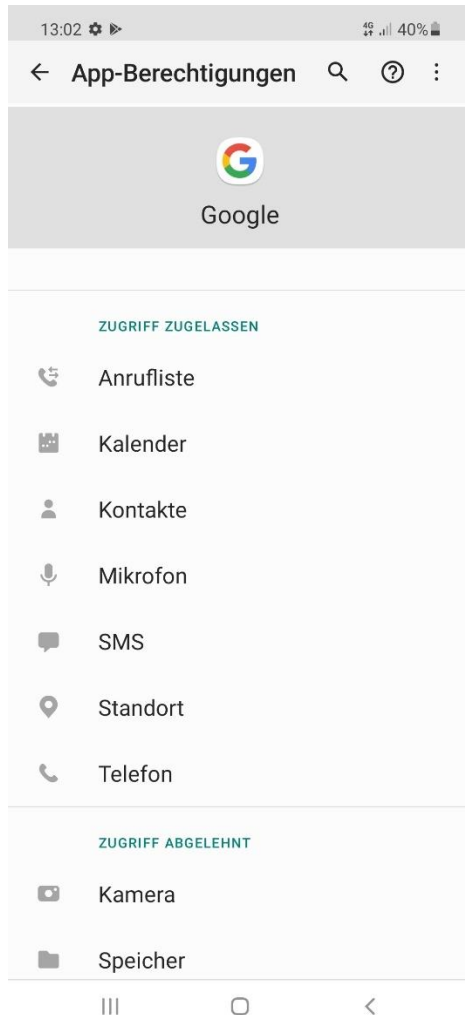 13:02 4G 40%
App-Berechtigungen
Google
ZUGRIFF ZUGELASSEN
Anrufliste
Kalender
Kontakte
Mikrofon
SMS
Standort
Telefon
ZUGRIFF ABGELEHNT
Kamera
Speicher